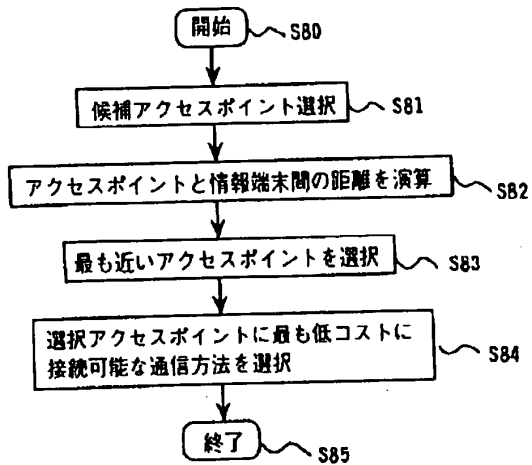 開始
S80
候補アクセスポイント選択
S81
アクセスポイントと情報端末間の距離を演算
S82
最も近いアクセスポイントを選択
S83
選択アクセスポイントに最も低コストに
接続可能な通信方法を選択
S84
終了
S85